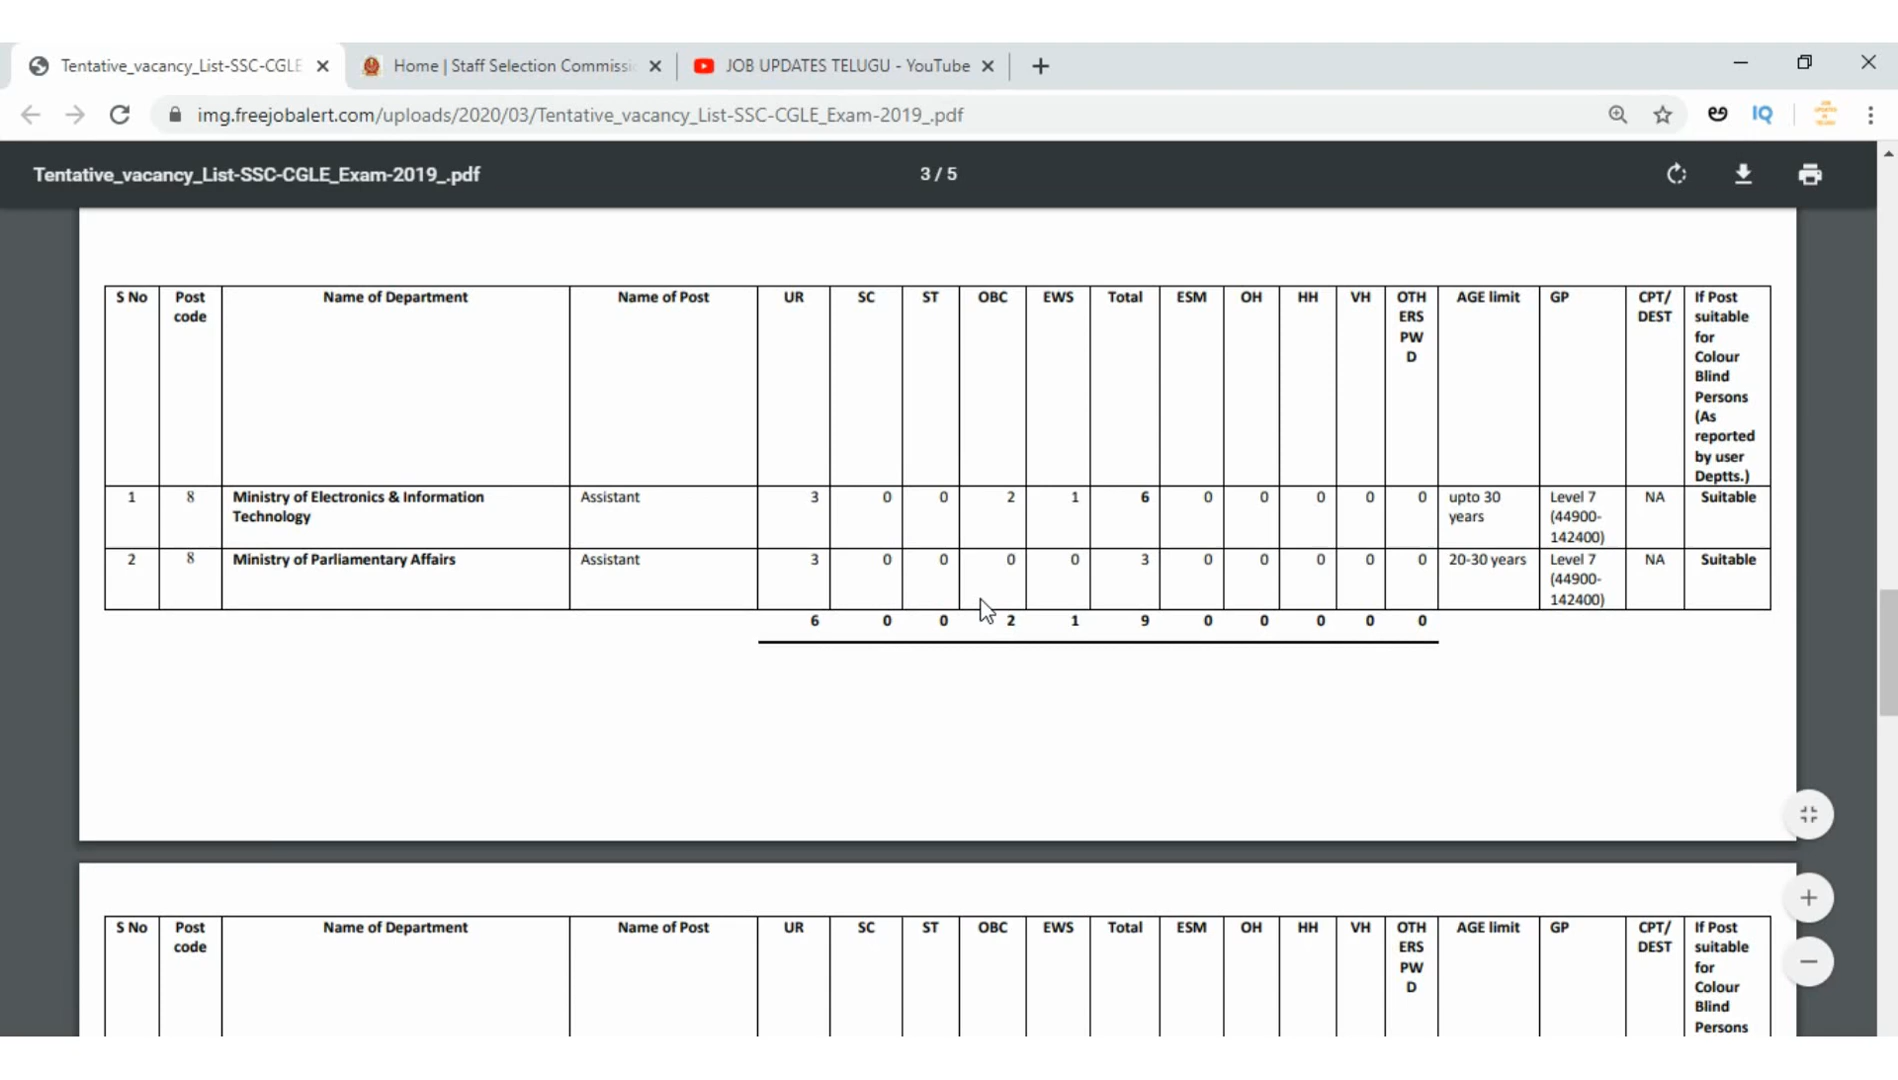 Tentative_vacancy_List-SSC-CGLE
Home | Staff Selection Commissi
JOB UPDATES TELUGU - YouTube
img.freejobalert.com/uploads/2020/03/Tentative_vacancy_List-SSC-CGLE_Exam-2019_.pdf
IQ
Tentative_vacancy_List-SSC-CGLE_Exam-2019_.pdf
3 / 5
S No Post code Name of Department Name of Post UR SC ST OBC EWS Total ESM OH HH VH OTH ERS PW D AGE limit GP CPT/ DEST If Post suitable for Colour Blind Persons (As reported by user Deptts.)
1 8 Ministry of Electronics & Information Technology Assistant 3 0 0 2 1 6 0 0 0 0 0 upto 30 years Level 7 (44900-142400) NA Suitable
2 8 Ministry of Parliamentary Affairs Assistant 3 0 0 0 0 3 0 0 0 0 0 20-30 years Level 7 (44900-142400) NA Suitable
6 0 0 2 1 9 0 0 0 0 0
S No Post code Name of Department Name of Post UR SC ST OBC EWS Total ESM OH HH VH OTH ERS PW D AGE limit GP CPT/ DEST If Post suitable for Colour Blind Persons